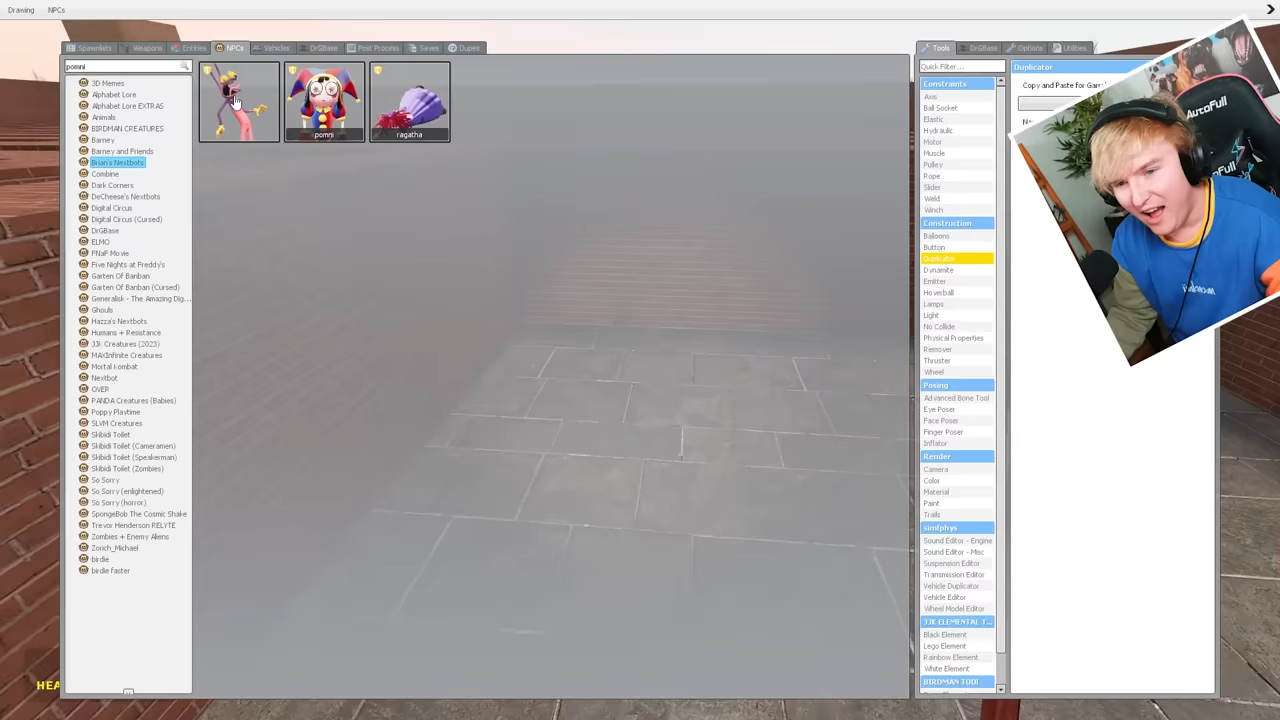 Drawing NPCs
Spawnlists Weapons Entities NPCs Vehicles DrGBase Post Process Saves Dupes
pomni
3D Memes
Alphabet Lore
Alphabet Lore EXTRAS
Animals
BIRDMAN CREATURES
Barney
Barney and Friends
Brian's Nextbots
Combine
Dark Corners
DeCheese's Nextbots
Digital Circus
Digital Circus (Cursed)
DrGBase
ELMO
FNaF Movie
Five Nights at Freddy's
Garten Of Banban
Garten Of Banban (Cursed)
Generalisk - The Amazing Dig...
Ghouls
Hazza's Nextbots
Humans + Resistance
JJK Creatures (2023)
MAXInfinite Creatures
Mortal Kombat
Nextbot
OVER
PANDA Creatures (Babies)
Poppy Playtime
SLVM Creatures
Skibidi Toilet
Skibidi Toilet (Cameramen)
Skibidi Toilet (Speakerman)
Skibidi Toilet (Zombies)
So Sorry
So Sorry (enlightened)
So Sorry (horror)
SpongeBob The Cosmic Shake
Trevor Henderson RELYTE
Zombies + Enemy Aliens
Zorich_Michael
birdie
birdie faster
pomni
ragatha
HEA
Tools DrGBase Options Utilities
Quick Filter...
Constraints
Axis
Ball Socket
Elastic
Hydraulic
Motor
Muscle
Pulley
Rope
Slider
Weld
Winch
Construction
Balloons
Button
Duplicator
Dynamite
Emitter
Hoverball
Lamps
Light
No Collide
Physical Properties
Remover
Thruster
Wheel
Posing
Advanced Bone Tool
Eye Poser
Face Poser
Finger Poser
Inflator
Render
Camera
Color
Material
Paint
Trails
simfphys
Sound Editor - Engine
Sound Editor - Misc
Suspension Editor
Transmission Editor
Vehicle Duplicator
Vehicle Editor
Wheel Model Editor
JJK ELEMENTAL T...
Black Element
Lego Element
Rainbow Element
White Element
BIRDMAN TOOL
Duplicator
Copy and Paste for Garr
AutoFull
AutoFull